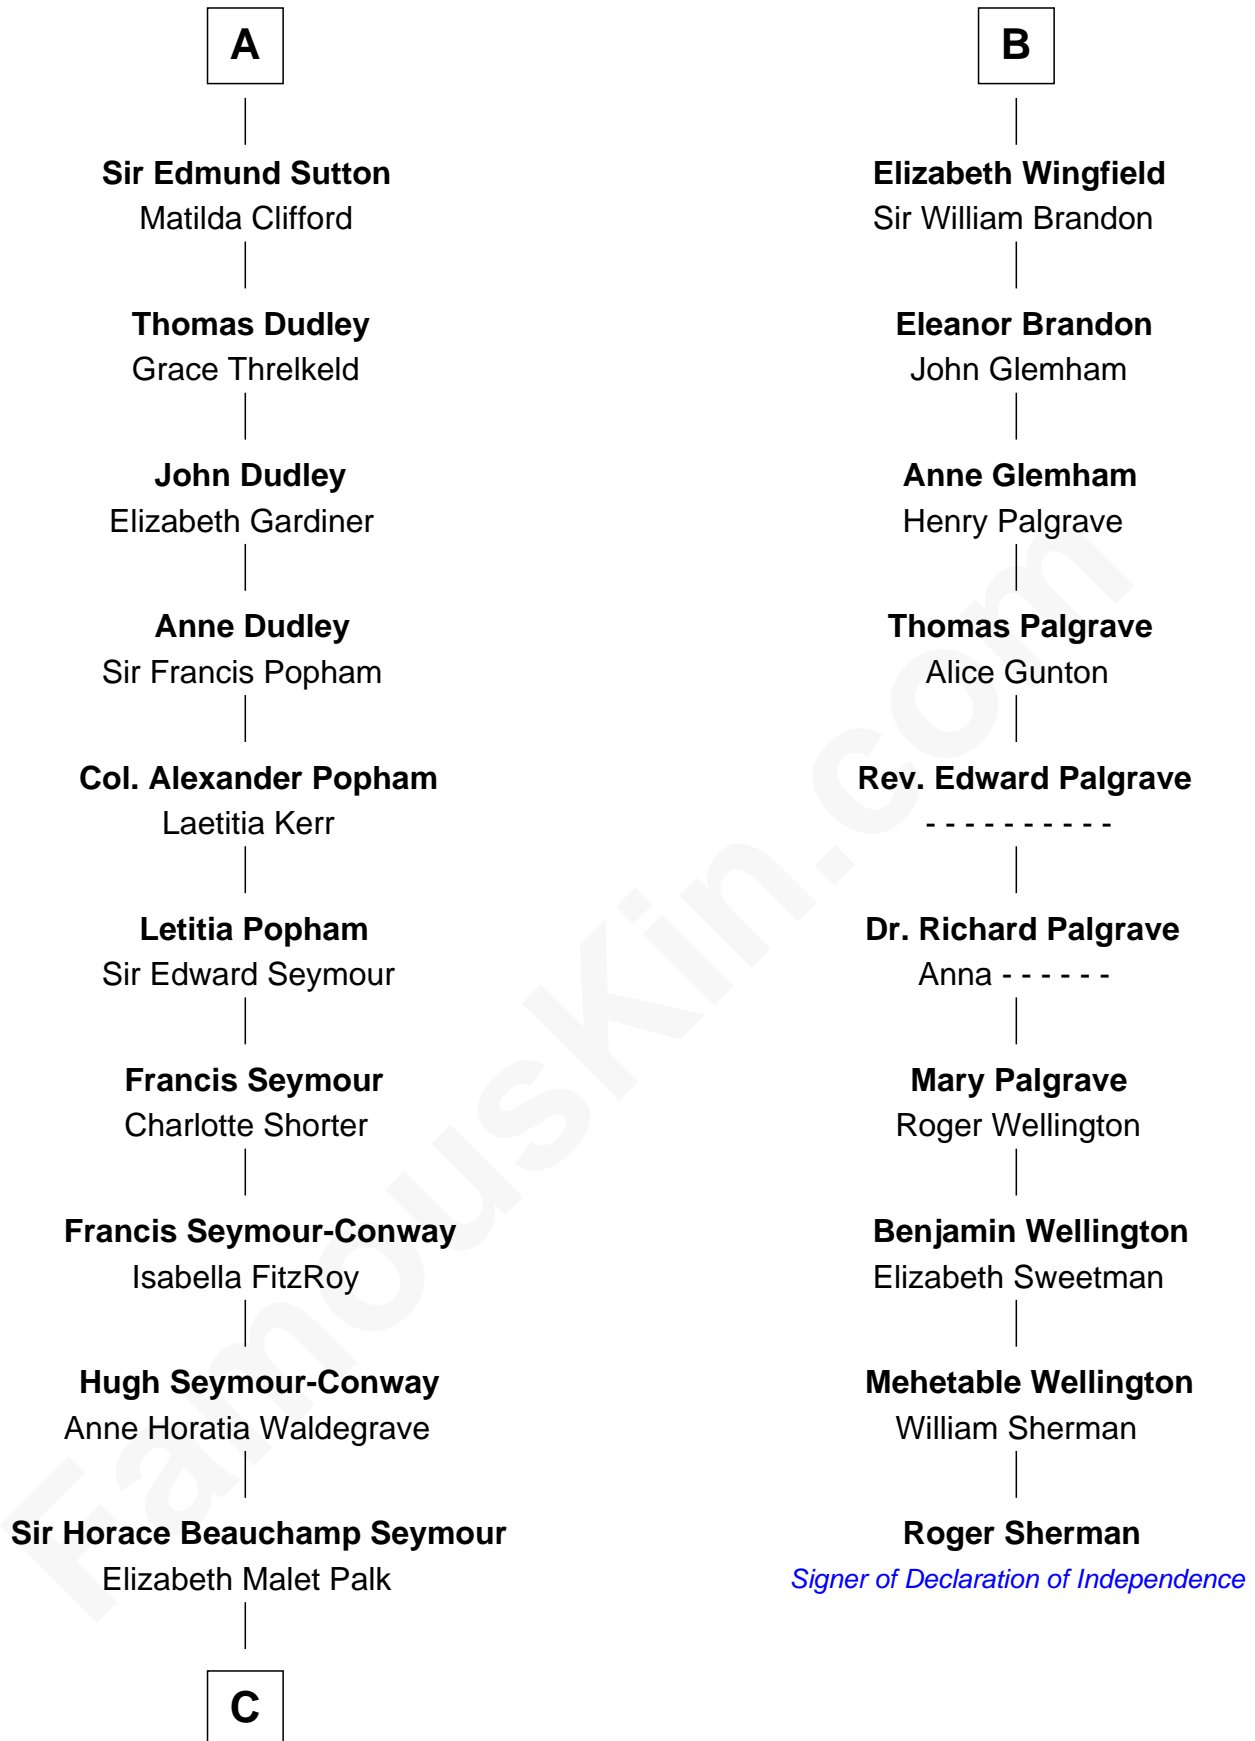 A
Sir Edmund Sutton
Matilda Clifford
Thomas Dudley
Grace Threlkeld
John Dudley
Elizabeth Gardiner
Anne Dudley
Sir Francis Popham
Col. Alexander Popham
Laetitia Kerr
Letitia Popham
Sir Edward Seymour
Francis Seymour
Charlotte Shorter
Francis Seymour-Conway
Isabella FitzRoy
Hugh Seymour-Conway
Anne Horatia Waldegrave
Sir Horace Beauchamp Seymour
Elizabeth Malet Palk
C
B
Elizabeth Wingfield
Sir William Brandon
Eleanor Brandon
John Glemham
Anne Glemham
Henry Palgrave
Thomas Palgrave
Alice Gunton
Rev. Edward Palgrave
- - - - - - - - - -
Dr. Richard Palgrave
Anna - - - - - -
Mary Palgrave
Roger Wellington
Benjamin Wellington
Elizabeth Sweetman
Mehetable Wellington
William Sherman
Roger Sherman
Signer of Declaration of Independence
FamousKin.com